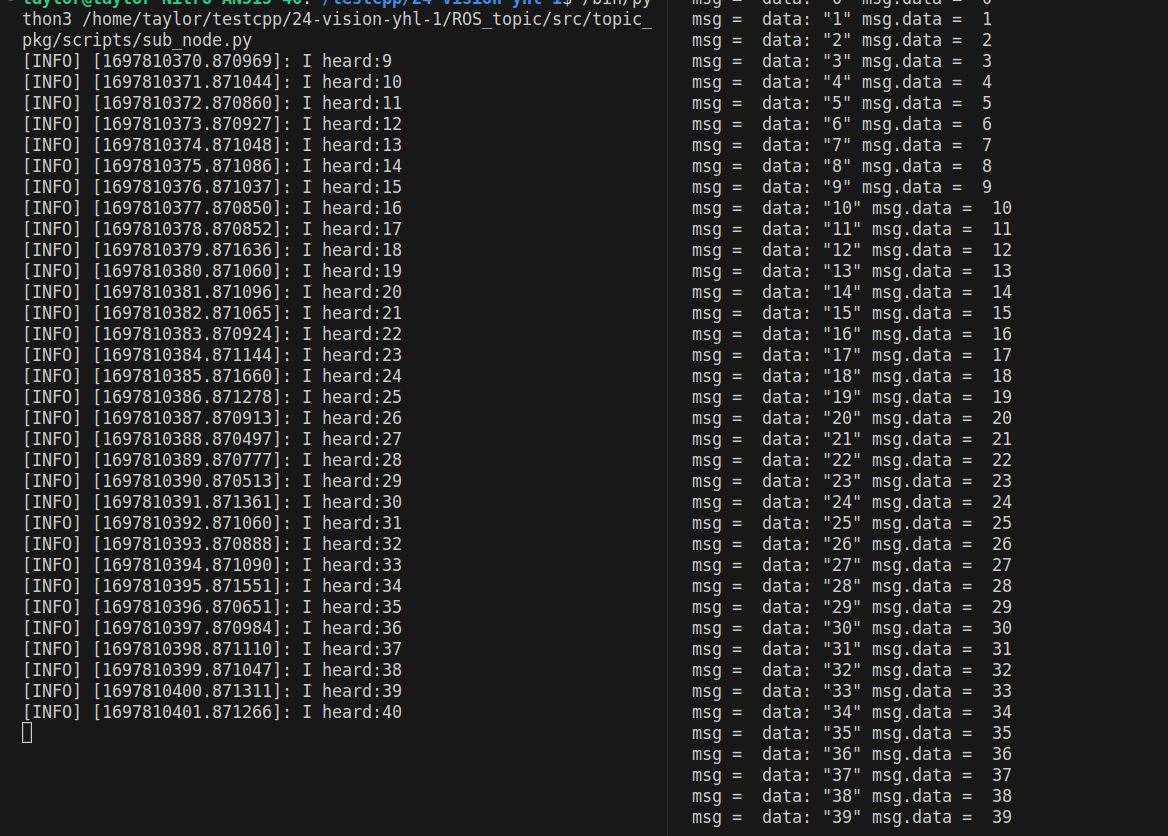 thon3 /home/taylor/testcpp/24-vision-yhl-1/ROS_topic/src/topic_
pkg/scripts/sub_node.py
[INFO] [1697810370.870969]: I heard:9
[INFO] [1697810371.871044]: I heard:10
[INFO] [1697810372.870860]: I heard:11
[INFO] [1697810373.870927]: I heard:12
[INFO] [1697810374.871048]: I heard:13
[INFO] [1697810375.871086]: I heard:14
[INFO] [1697810376.871037]: I heard:15
[INFO] [1697810377.870850]: I heard:16
[INFO] [1697810378.870852]: I heard:17
[INFO] [1697810379.871636]: I heard:18
[INFO] [1697810380.871060]: I heard:19
[INFO] [1697810381.871096]: I heard:20
[INFO] [1697810382.871065]: I heard:21
[INFO] [1697810383.870924]: I heard:22
[INFO] [1697810384.871144]: I heard:23
[INFO] [1697810385.871660]: I heard:24
[INFO] [1697810386.871278]: I heard:25
[INFO] [1697810387.870913]: I heard:26
[INFO] [1697810388.870497]: I heard:27
[INFO] [1697810389.870777]: I heard:28
[INFO] [1697810390.870513]: I heard:29
[INFO] [1697810391.871361]: I heard:30
[INFO] [1697810392.871060]: I heard:31
[INFO] [1697810393.870888]: I heard:32
[INFO] [1697810394.871090]: I heard:33
[INFO] [1697810395.871551]: I heard:34
[INFO] [1697810396.870651]: I heard:35
[INFO] [1697810397.870984]: I heard:36
[INFO] [1697810398.871110]: I heard:37
[INFO] [1697810399.871047]: I heard:38
[INFO] [1697810400.871311]: I heard:39
[INFO] [1697810401.871266]: I heard:40
msg =  data: "0" msg.data =  0
msg =  data: "1" msg.data =  1
msg =  data: "2" msg.data =  2
msg =  data: "3" msg.data =  3
msg =  data: "4" msg.data =  4
msg =  data: "5" msg.data =  5
msg =  data: "6" msg.data =  6
msg =  data: "7" msg.data =  7
msg =  data: "8" msg.data =  8
msg =  data: "9" msg.data =  9
msg =  data: "10" msg.data =  10
msg =  data: "11" msg.data =  11
msg =  data: "12" msg.data =  12
msg =  data: "13" msg.data =  13
msg =  data: "14" msg.data =  14
msg =  data: "15" msg.data =  15
msg =  data: "16" msg.data =  16
msg =  data: "17" msg.data =  17
msg =  data: "18" msg.data =  18
msg =  data: "19" msg.data =  19
msg =  data: "20" msg.data =  20
msg =  data: "21" msg.data =  21
msg =  data: "22" msg.data =  22
msg =  data: "23" msg.data =  23
msg =  data: "24" msg.data =  24
msg =  data: "25" msg.data =  25
msg =  data: "26" msg.data =  26
msg =  data: "27" msg.data =  27
msg =  data: "28" msg.data =  28
msg =  data: "29" msg.data =  29
msg =  data: "30" msg.data =  30
msg =  data: "31" msg.data =  31
msg =  data: "32" msg.data =  32
msg =  data: "33" msg.data =  33
msg =  data: "34" msg.data =  34
msg =  data: "35" msg.data =  35
msg =  data: "36" msg.data =  36
msg =  data: "37" msg.data =  37
msg =  data: "38" msg.data =  38
msg =  data: "39" msg.data =  39